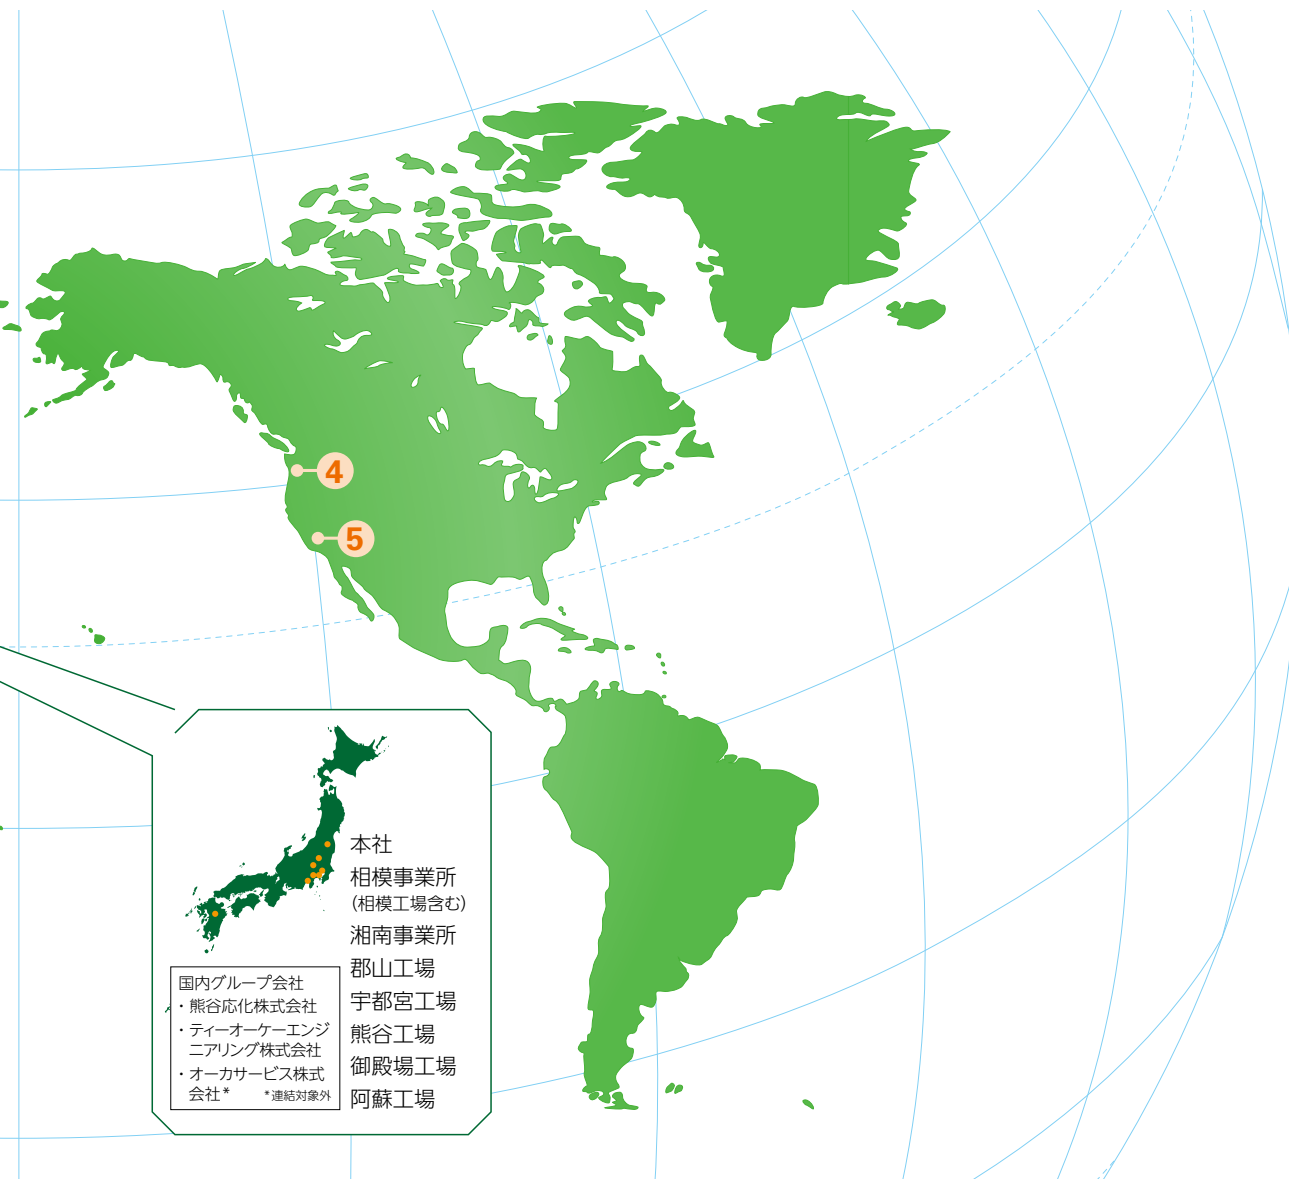 4
5
本社
相模事業所
(相模工場含む)
湘南事業所
郡山工場
宇都宮工場
熊谷工場
御殿場工場
阿蘇工場
国内グループ会社
・熊谷応化株式会社
・ティーオーケーエンジ
ニアリング株式会社
・オーカサービス株式
会社* *連結対象外